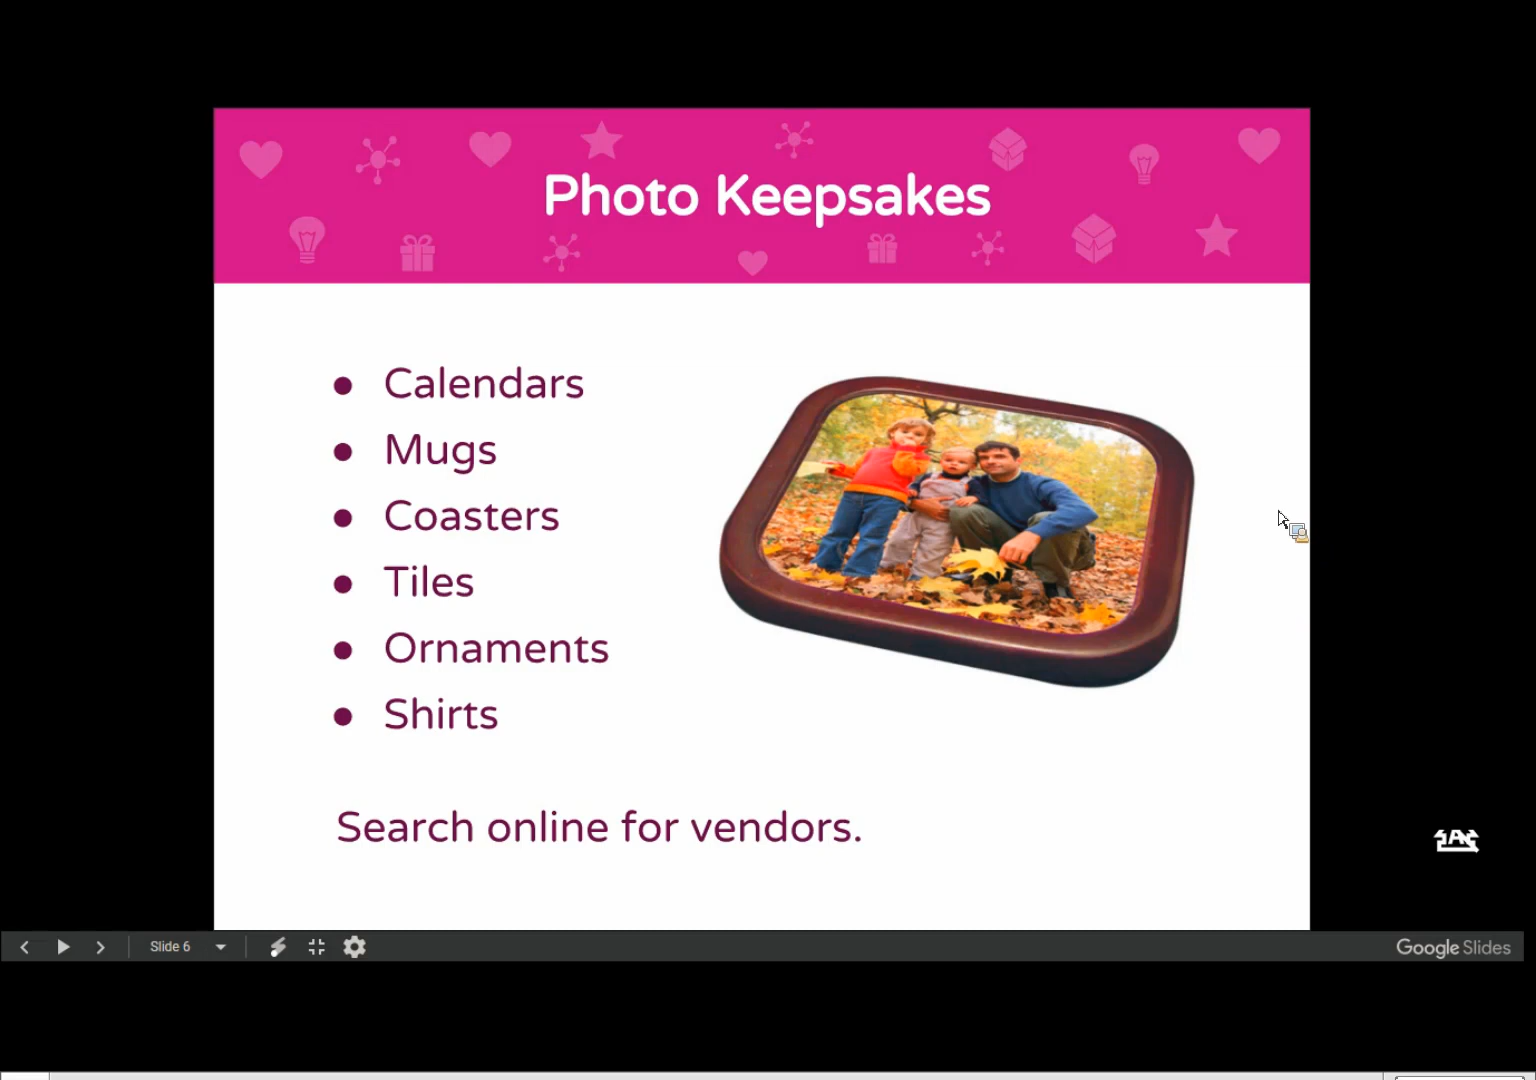 Photo Keepsakes
● Calendars
● Mugs
● Coasters
● Tiles
● Ornaments
● Shirts
Search online for vendors.
Slide 6
Google Slides